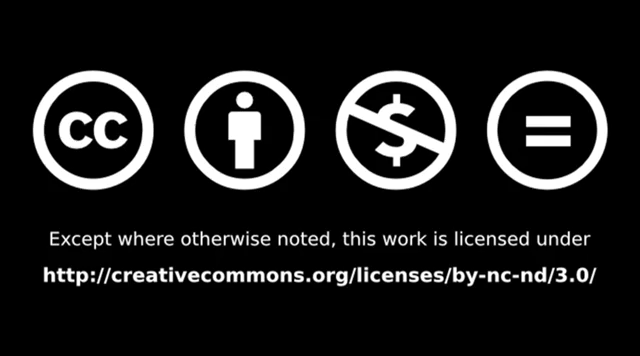 cc
$
=
Except where otherwise noted, this work is licensed under
http://creativecommons.org/licenses/by-nc-nd/3.0/